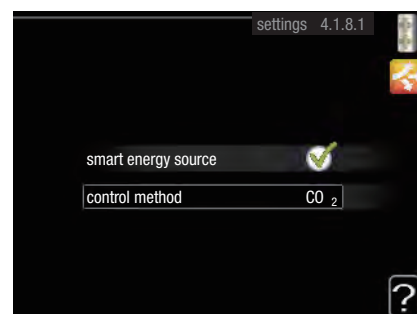 settings 4.1.8.1
smart energy source
control method CO 2
?